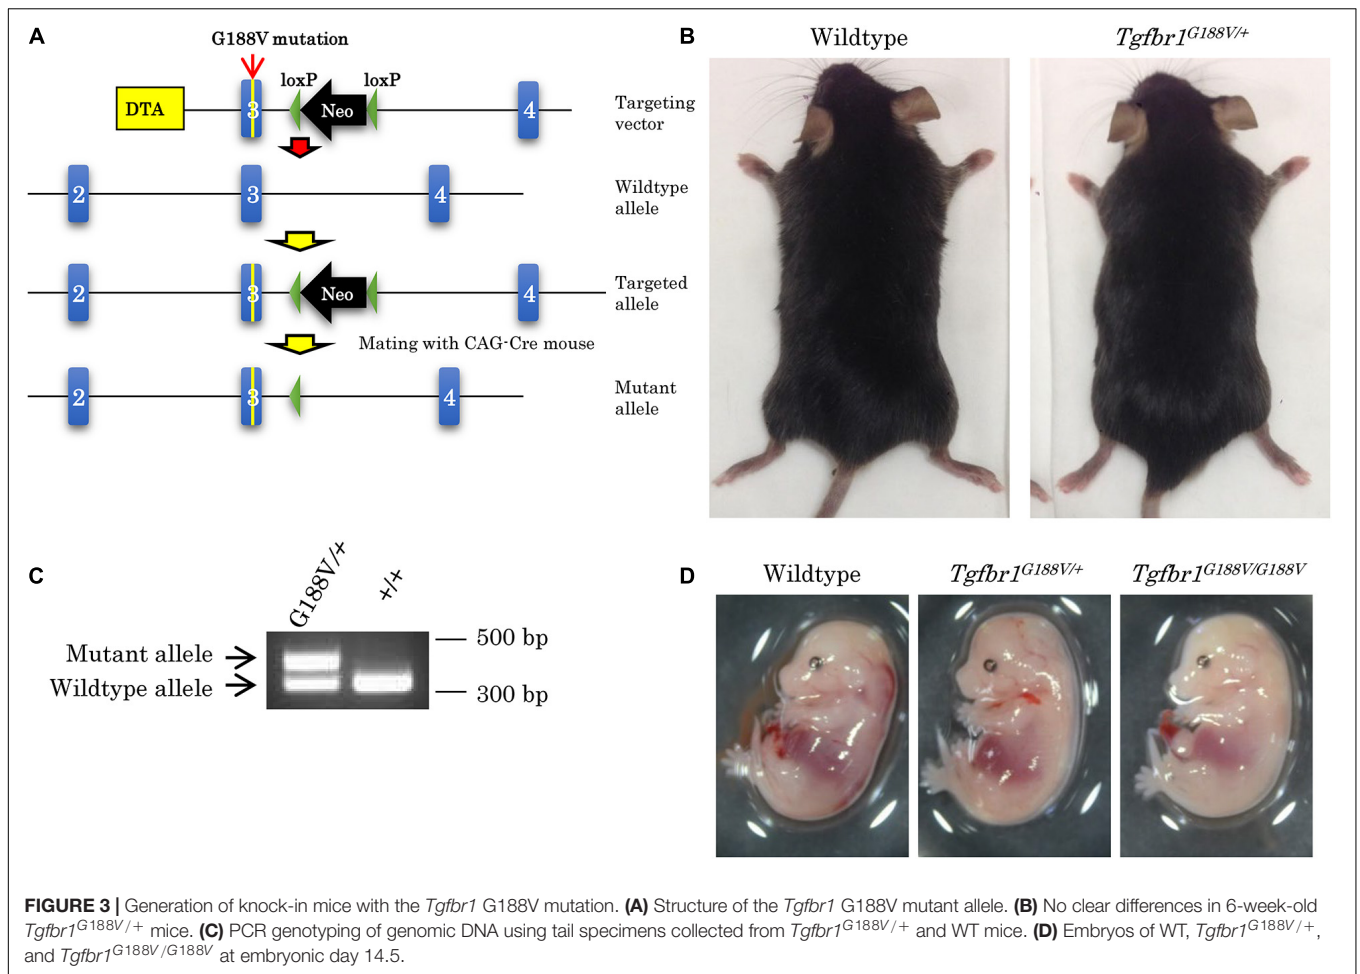 A
G188V mutation
loxP
loxP
DTA
3
Neo
4
Targeting
vector
2
3
4
Wildtype
allele
2
3
Neo
4
Targeted
allele
Mating with CAG-Cre mouse
2
3
4
Mutant
allele
B
Wildtype
Tgfbr1G188V/+
C
G188V/+
+/+
Mutant allele
Wildtype allele
500 bp
300 bp
D
Wildtype
Tgfbr1G188V/+
Tgfbr1G188V/G188V
FIGURE 3 | Generation of knock-in mice with the Tgfbr1 G188V mutation. (A) Structure of the Tgfbr1 G188V mutant allele. (B) No clear differences in 6-week-old
Tgfbr1G188V/+ mice. (C) PCR genotyping of genomic DNA using tail specimens collected from Tgfbr1G188V/+ and WT mice. (D) Embryos of WT, Tgfbr1G188V/+,
and Tgfbr1G188V/G188V at embryonic day 14.5.